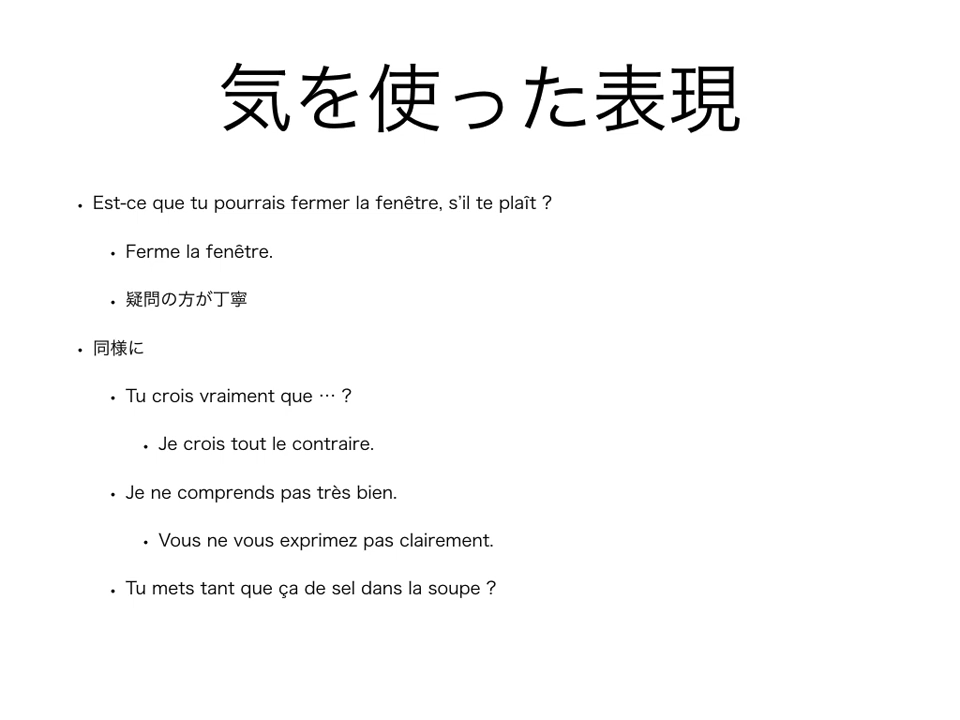 気を使った表現
• Est-ce que tu pourrais fermer la fenêtre, s’il te plaît ?
• Ferme la fenêtre.
• 疑問の方が丁寧
• 同様に
• Tu crois vraiment que … ?
• Je crois tout le contraire.
• Je ne comprends pas très bien.
• Vous ne vous exprimez pas clairement.
• Tu mets tant que ça de sel dans la soupe ?